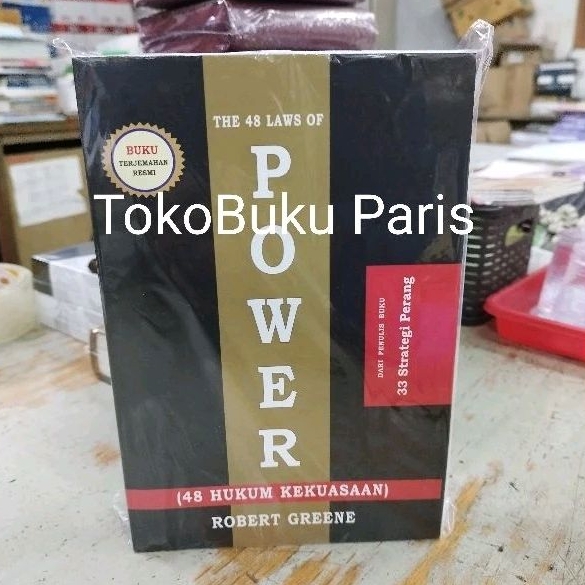 THE 48 LAWS OF
POWER
BUKU
TERJEMAHAN
RESMI
TokoBuku Paris
DARI PENULIS BUKU
33 Strategi Perang
(48 HUKUM KEKUASAAN)
ROBERT GREENE